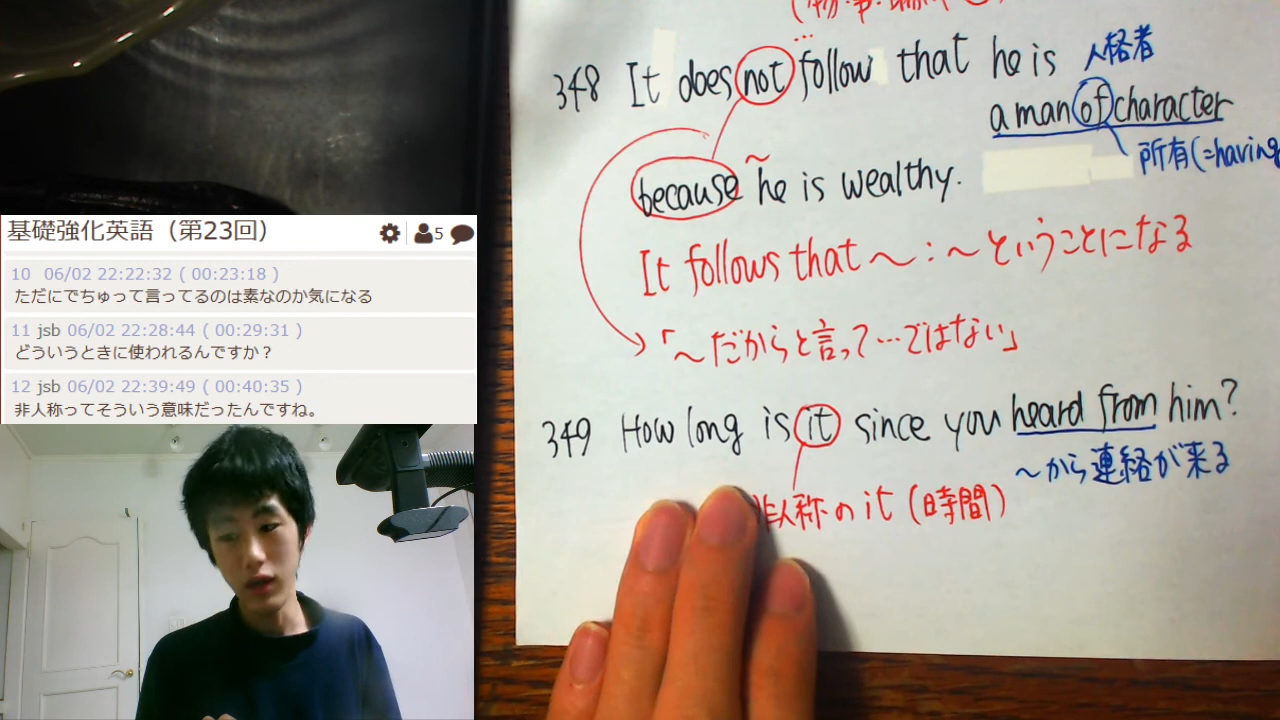 基礎強化英語（第23回）
5
10 06/02 22:22:32 ( 00:23:18 )
ただにでちゅって言ってるのは素なのか気になる
11 jsb 06/02 22:28:44 ( 00:29:31 )
どういうときに使われるんですか？
12 jsb 06/02 22:39:49 ( 00:40:35 )
非人称ってそういう意味だったんですね。
348 It does not follow that he is 人格者
a man of character
所有(=having
because he is wealthy.
~
It follows that ～ : ～ということになる
「～だからと言って…ではない」
349 How long is it since you heard from him?
～から連絡が来る
非人称の it (時間)